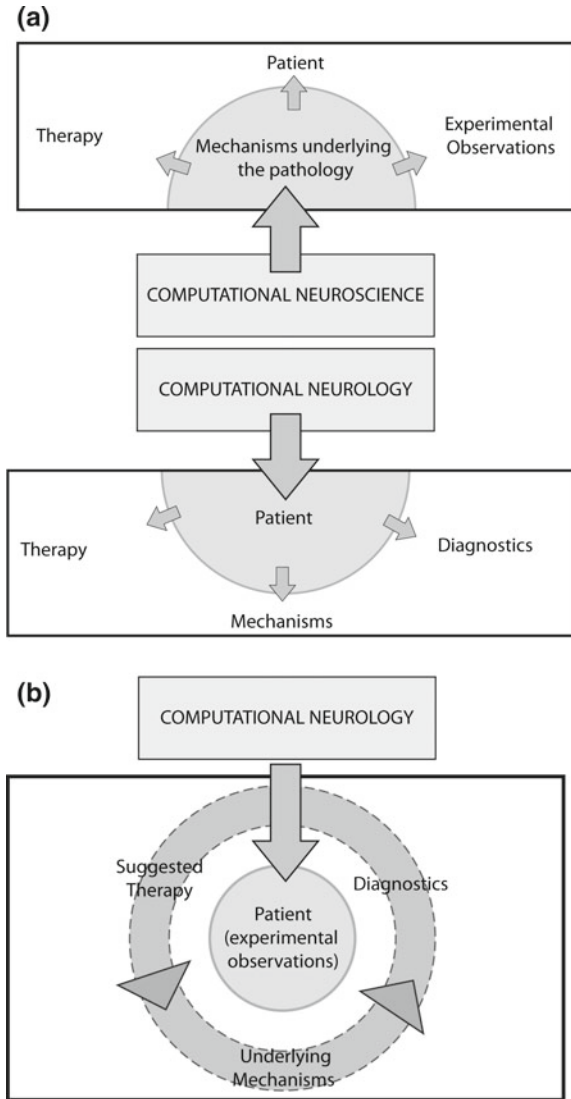 (a)
Patient
Therapy
Experimental
Observations
Mechanisms underlying
the pathology
COMPUTATIONAL NEUROSCIENCE
COMPUTATIONAL NEUROLOGY
Patient
Therapy
Diagnostics
Mechanisms
(b)
COMPUTATIONAL NEUROLOGY
Suggested
Therapy
Diagnostics
Patient
(experimental
observations)
Underlying
Mechanisms